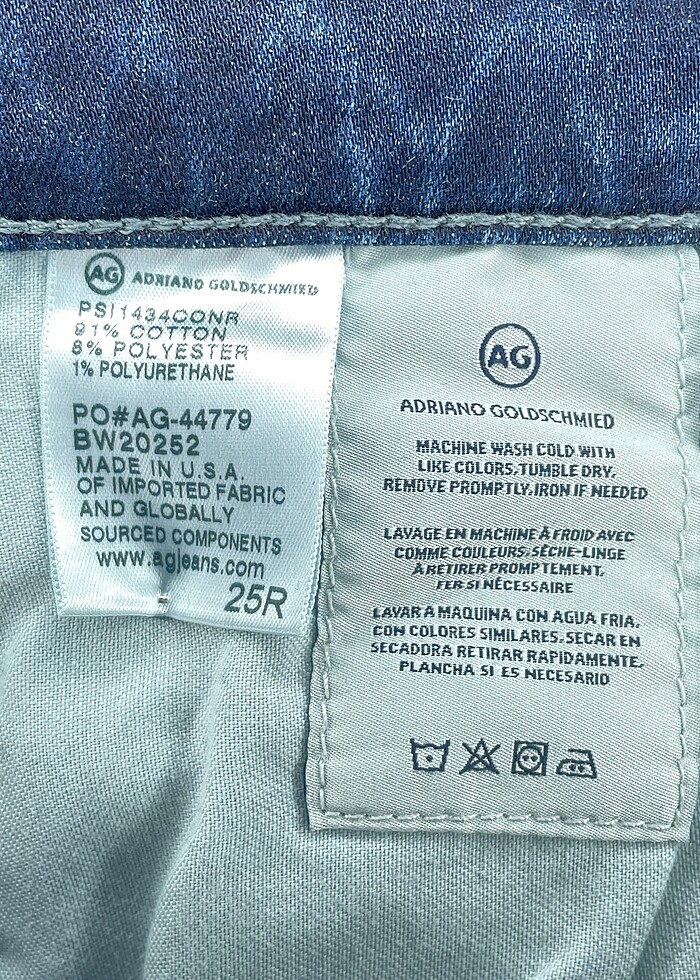 AG ADRIANO GOLDSCHMIED
PSI1434CONR
91% COTTON
8% POLYESTER
1% POLYURETHANE
PO#AG-44779
BW20252
MADE IN U.S.A.
OF IMPORTED FABRIC
AND GLOBALLY
SOURCED COMPONENTS
www.agjeans.com
25R
AG
ADRIANO GOLDSCHMIED
MACHINE WASH COLD WITH
LIKE COLORS,TUMBLE DRY,
REMOVE PROMPTLY,IRON IF NEEDED
LAVAGE EN MACHINE À FROID AVEC
COMME COULEURS, SÈCHE-LINGE
À RETIRER PROMPTEMENT,
FER SI NÉCESSAIRE
LAVAR A MAQUINA CON AGUA FRIA,
CON COLORES SIMILARES, SECAR EN
SECADORA RETIRAR RAPIDAMENTE,
PLANCHA SI ES NECESARIO